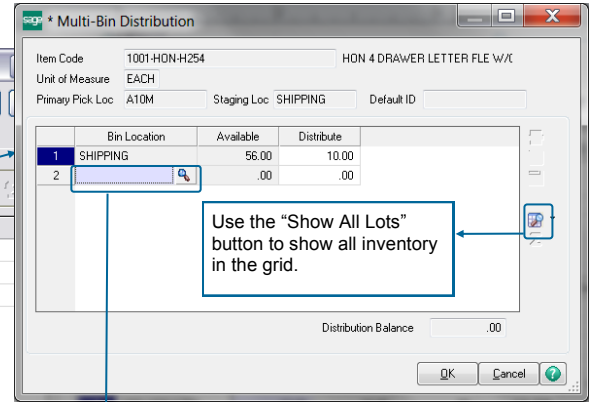 sage * Multi-Bin Distribution
Item Code 1001-HON-H254 HON 4 DRAWER LETTER FLE W/(
Unit of Measure EACH
Primary Pick Loc A10M Staging Loc SHIPPING Default ID
Bin Location Available Distribute
1 SHIPPING 56.00 10.00
2 .00 .00
Use the “Show All Lots”
button to show all inventory
in the grid.
Distribution Balance .00
OK Cancel ?